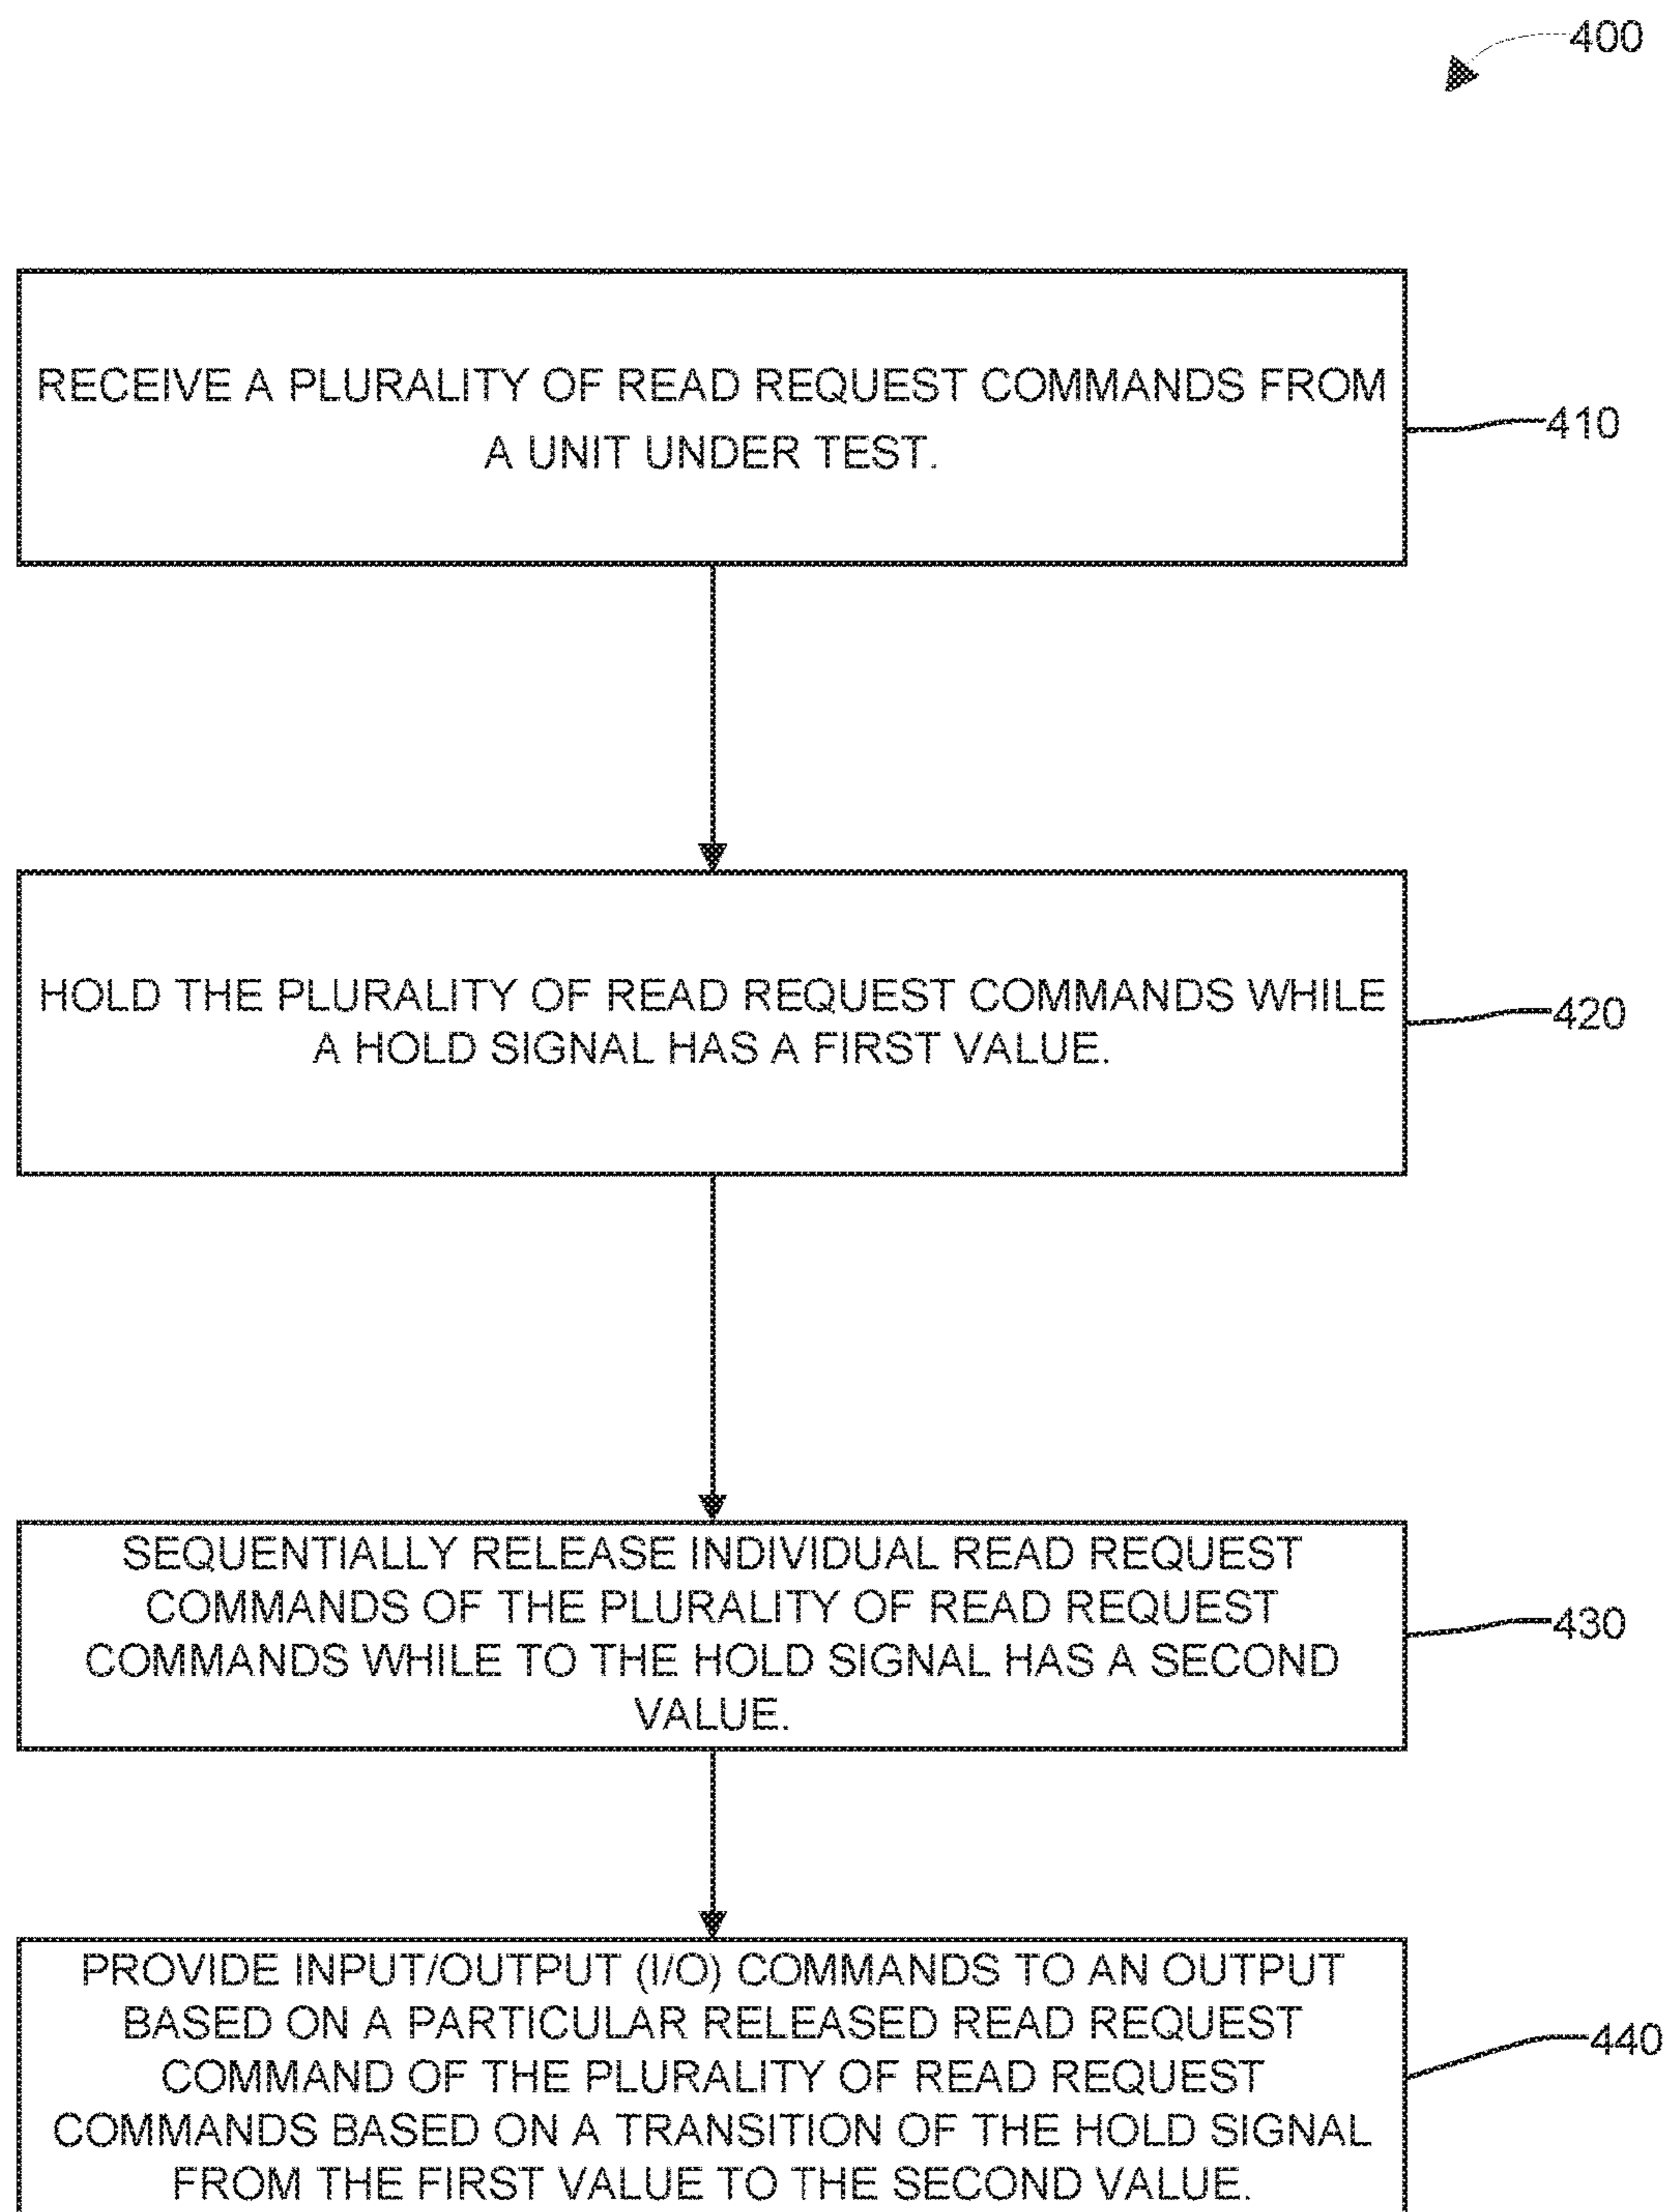 400
RECEIVE A PLURALITY OF READ REQUEST COMMANDS FROM
A UNIT UNDER TEST.
410
HOLD THE PLURALITY OF READ REQUEST COMMANDS WHILE
A HOLD SIGNAL HAS A FIRST VALUE.
420
SEQUENTIALLY RELEASE INDIVIDUAL READ REQUEST
COMMANDS OF THE PLURALITY OF READ REQUEST
COMMANDS WHILE TO THE HOLD SIGNAL HAS A SECOND
VALUE.
430
PROVIDE INPUT/OUTPUT (I/O) COMMANDS TO AN OUTPUT
BASED ON A PARTICULAR RELEASED READ REQUEST
COMMAND OF THE PLURALITY OF READ REQUEST
COMMANDS BASED ON A TRANSITION OF THE HOLD SIGNAL
FROM THE FIRST VALUE TO THE SECOND VALUE.
440